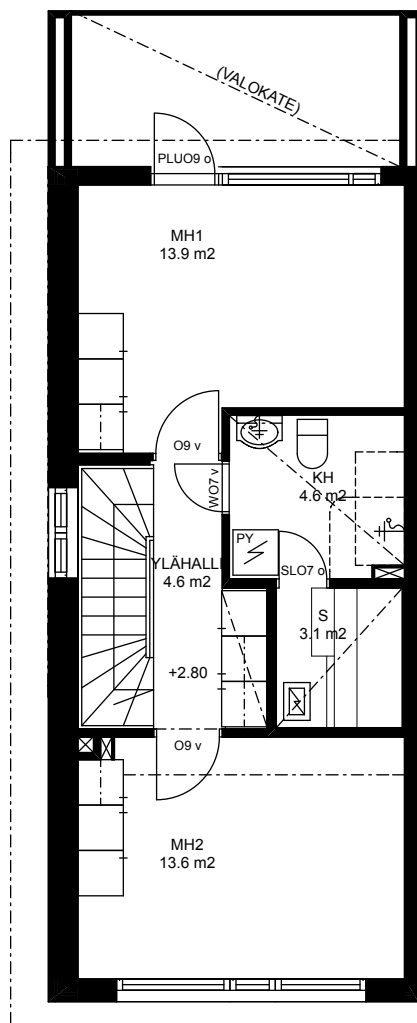 (VALOKATE)
PLUO9 o
MH1
13.9 m2
O9 v
WO7 v
KH
4.6 m2
PY
YLÄHALLI
4.6 m2
SLO7 o
S
3.1 m2
+2.80
O9 v
MH2
13.6 m2